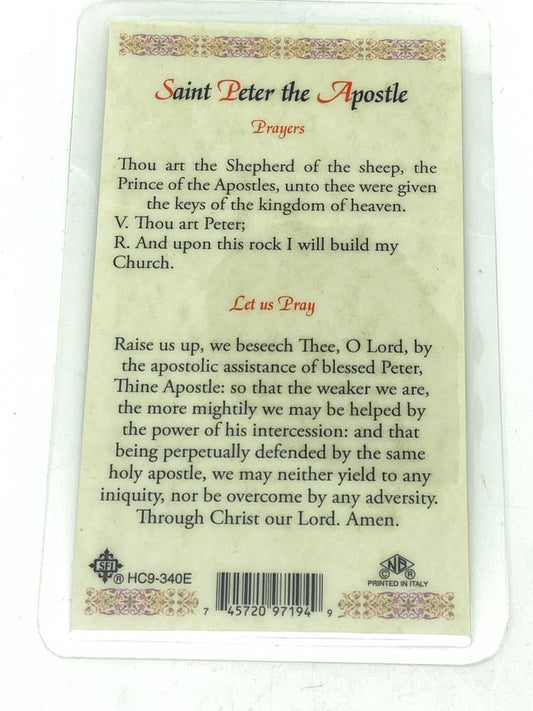 Saint Peter the Apostle
Prayers
Thou art the Shepherd of the sheep, the
Prince of the Apostles, unto thee were given
the keys of the kingdom of heaven.
V. Thou art Peter;
R. And upon this rock I will build my
Church.
Let us Pray
Raise us up, we beseech Thee, O Lord, by
the apostolic assistance of blessed Peter,
Thine Apostle: so that the weaker we are,
the more mightily we may be helped by
the power of his intercession: and that
being perpetually defended by the same
holy apostle, we may neither yield to any
iniquity, nor be overcome by any adversity.
Through Christ our Lord. Amen.
SFI ® HC9-340E
NB © ®
PRINTED IN ITALY
7 45720 97194 9